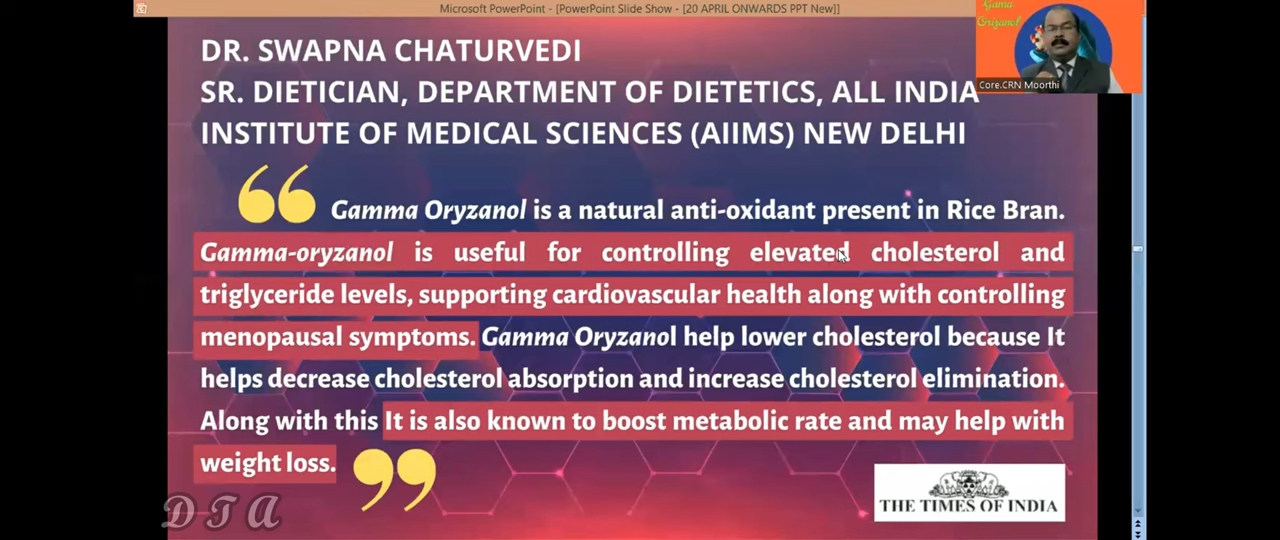 Microsoft PowerPoint - [PowerPoint Slide Show - [20 APRIL ONWARDS PPT New]]
Gama
Orizanol
Core.CRN Moorthi
DR. SWAPNA CHATURVEDI
SR. DIETICIAN, DEPARTMENT OF DIETETICS, ALL INDIA
INSTITUTE OF MEDICAL SCIENCES (AIIMS) NEW DELHI
“ Gamma Oryzanol is a natural anti-oxidant present in Rice Bran.
Gamma-oryzanol is useful for controlling elevated cholesterol and
triglyceride levels, supporting cardiovascular health along with controlling
menopausal symptoms. Gamma Oryzanol help lower cholesterol because It
helps decrease cholesterol absorption and increase cholesterol elimination.
Along with this It is also known to boost metabolic rate and may help with
weight loss. ”
THE TIMES OF INDIA
DTA